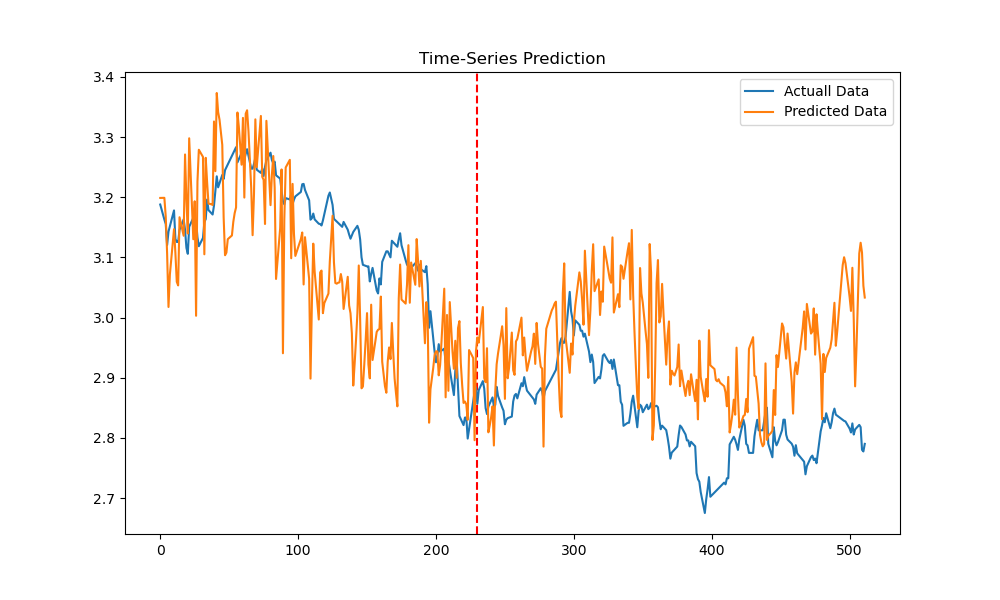 Time-Series Prediction
3.4
3.3
3.2
3.1
3.0
2.9
2.8
2.7
0 100 200 300 400 500
Actuall Data
Predicted Data